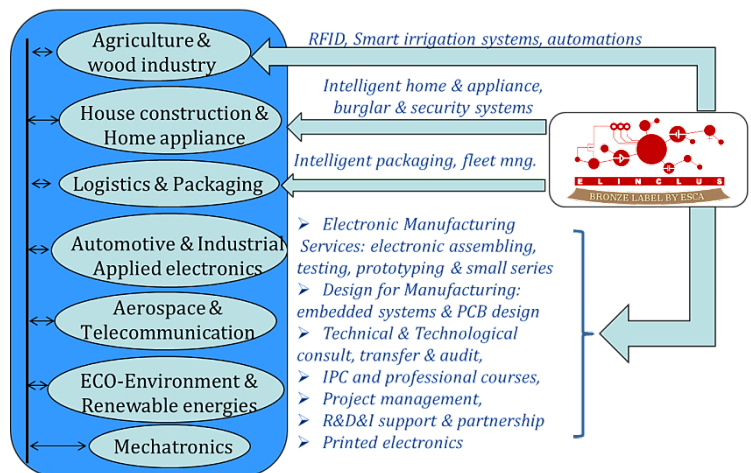 Agriculture &
wood industry
RFID, Smart irrigation systems, automations
House construction &
Home appliance
Intelligent home & appliance,
burglar & security systems
Logistics & Packaging
Intelligent packaging, fleet mng.
ELINCLUS
BRONZE LABEL BY ESCA
Automotive & Industrial
Applied electronics
Aerospace &
Telecommunication
ECO-Environment &
Renewable energies
Mechatronics
➢ Electronic Manufacturing
Services: electronic assembling,
testing, prototyping & small series
➢ Design for Manufacturing:
embedded systems & PCB design
➢ Technical & Technological
consult, transfer & audit,
➢ IPC and professional courses,
➢ Project management,
➢ R&D&I support & partnership
➢ Printed electronics